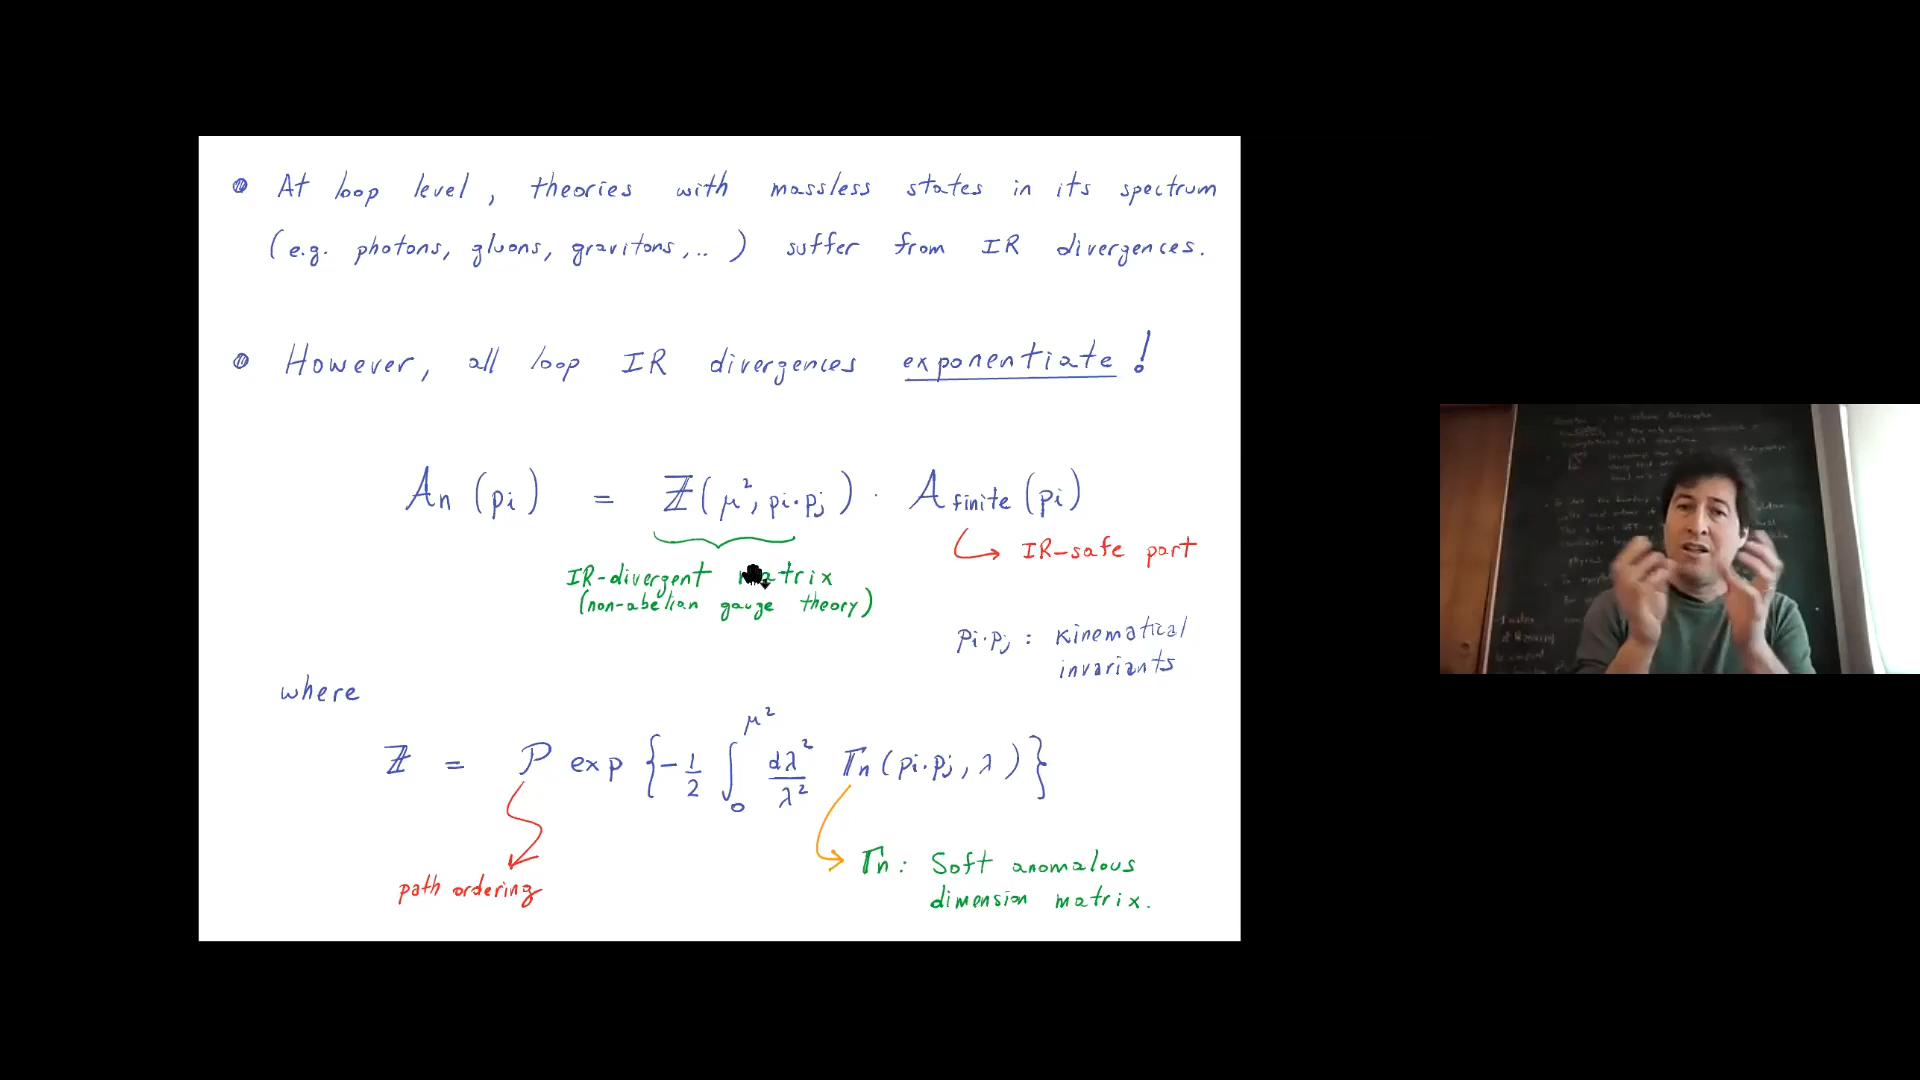 At loop level, theories with massless states in its spectrum
(e.g. photons, gluons, gravitons, .. ) suffer from IR divergences.
However, all loop IR divergences exponentiate!
An (pi) = Z(μ², pi·pj) · A finite (pi)
IR-safe part
IR-divergent matrix
(non-abelian gauge theory)
pi·pj : kinematical
invariants
where
Z = P exp {-1/2 ∫₀^μ² dλ²/λ² Γn (pi·pj, λ)}
path ordering
Γn : Soft anomalous
dimension matrix.